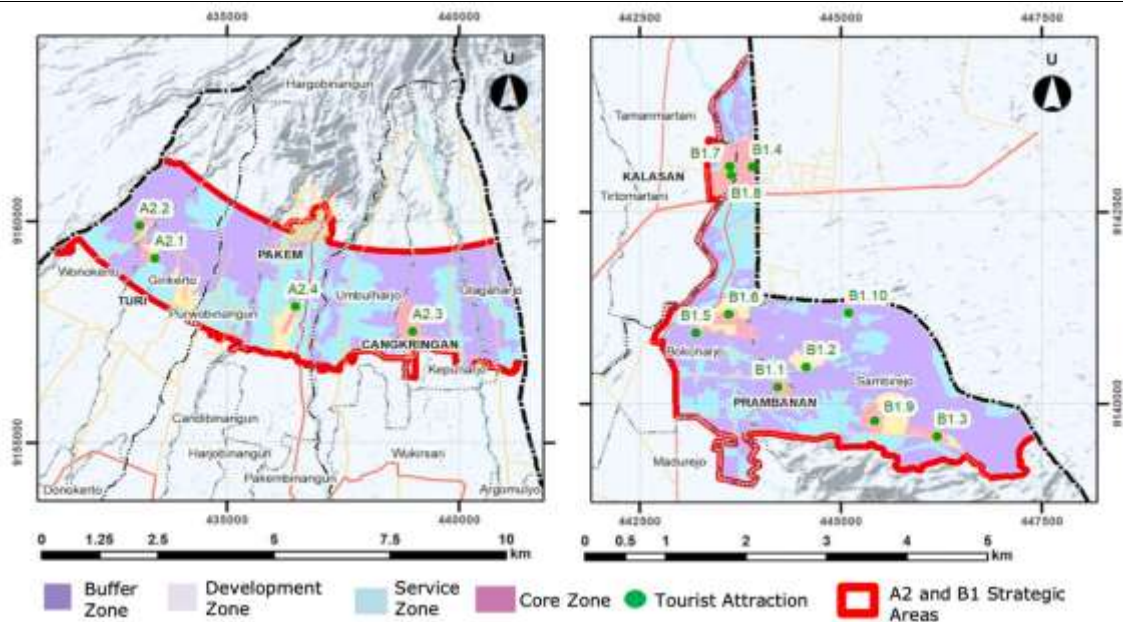 435000 440000
442500 445000 447500
U
U
Hargobinangun
Tamanmartani
B1.7 B1.4
KALASAN
B1.8
Tirtomartani
A2.2
9160000
9142500
A2.1
PAKEM
Wonokerto
Girikerto
TURI
A2.4
Umbulharjo
Glagaharjo
Purwobinangun
A2.3
CANGKRINGAN
Kepuharjo
B1.6
B1.10
B1.5
Bokoharjo
B1.2
B1.1
Sambirejo
PRAMBANAN
B1.9
B1.3
9140000
Candibinangun
Harjobinangun
Wukirsari
9155000
Pakembinangun
Donokerto
Argomulyo
Madurejo
435000 440000
442500 445000 447500
0 1.25 2.5 5 7.5 10 km
0 0.5 1 2 3 4 5 km
Buffer Zone
Development Zone
Service Zone
Core Zone
Tourist Attraction
A2 and B1 Strategic Areas